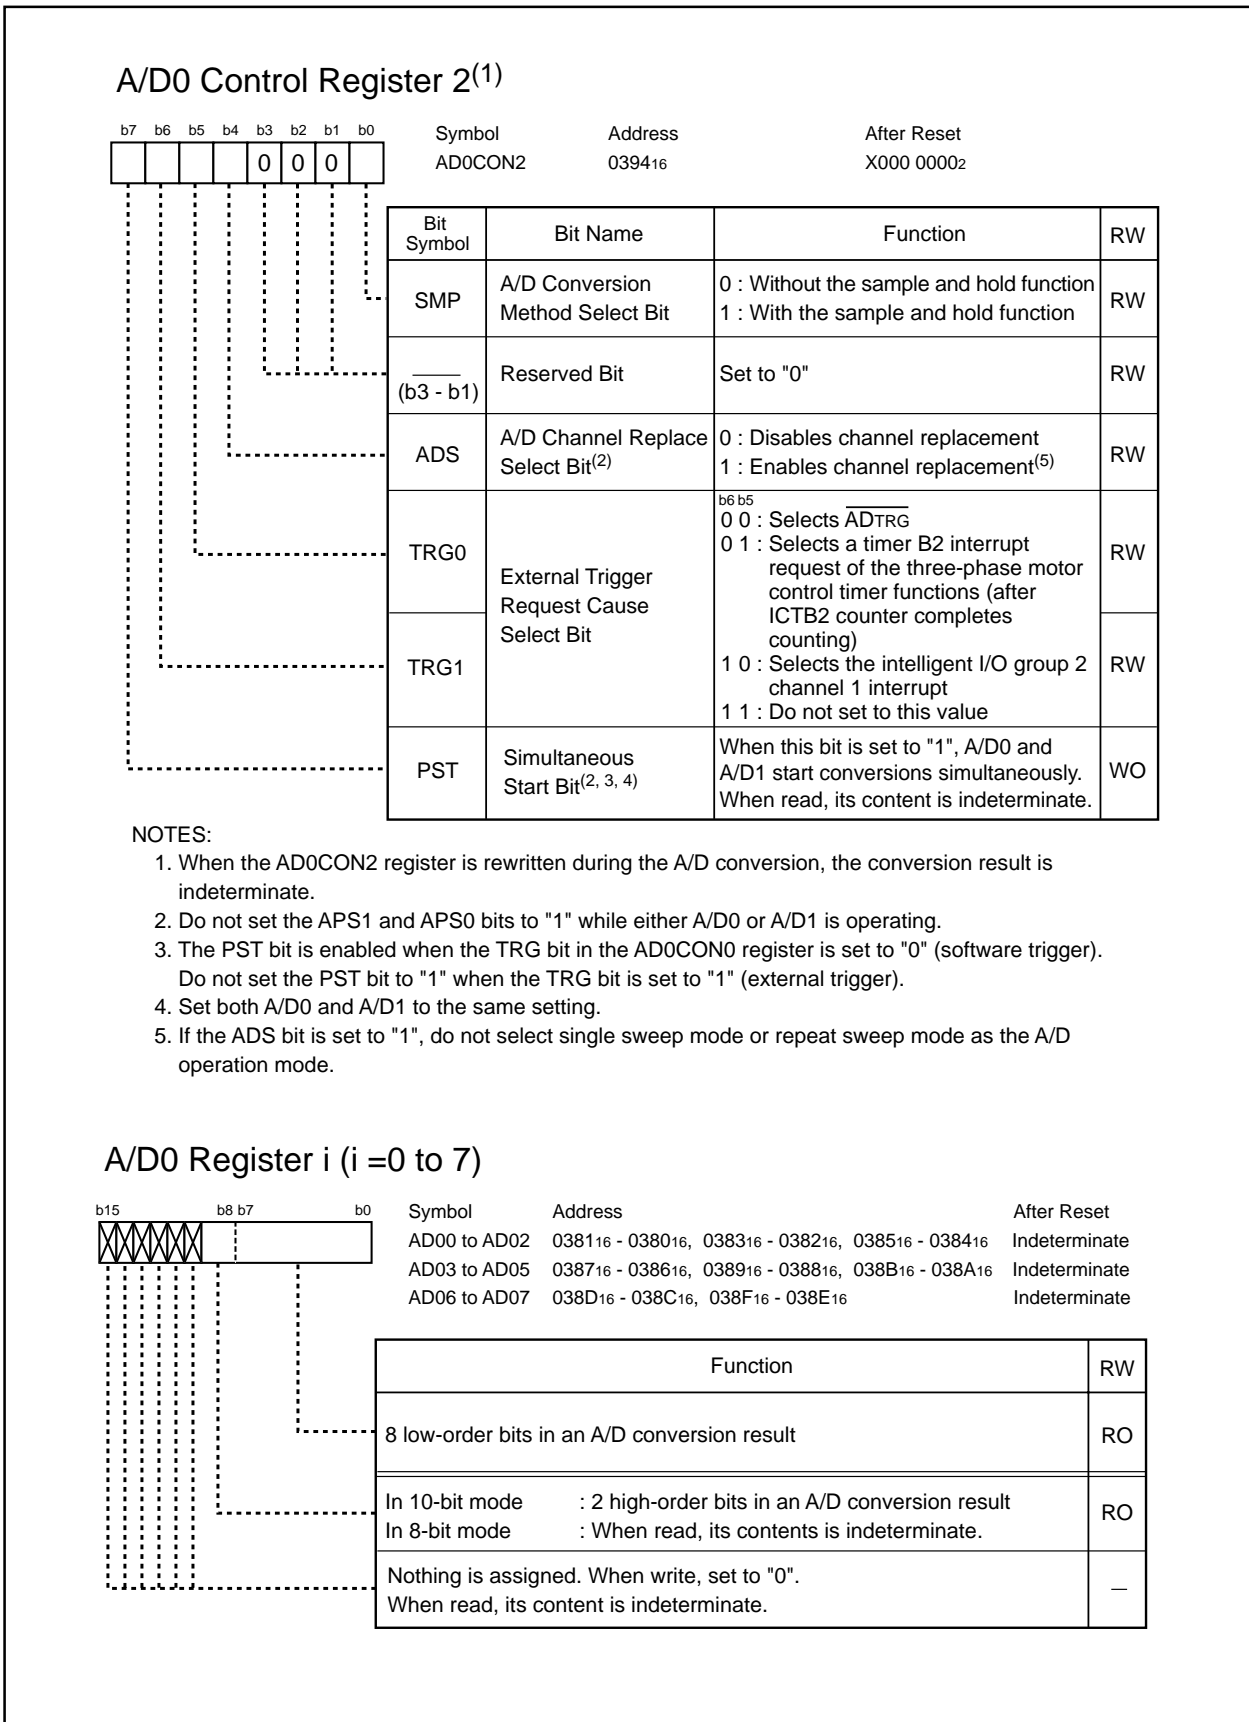 A/D0 Control Register 2(1)
b7 b6 b5 b4 b3 b2 b1 b0
0 0 0
Symbol Address After Reset
AD0CON2 039416 X000 00002
Bit Symbol Bit Name Function RW
SMP A/D Conversion Method Select Bit 0 : Without the sample and hold function RW
1 : With the sample and hold function
(b3 - b1) Reserved Bit Set to "0" RW
ADS A/D Channel Replace Select Bit(2) 0 : Disables channel replacement RW
1 : Enables channel replacement(5)
TRG0 External Trigger Request Cause Select Bit RW
b6 b5
0 0 : Selects ADTRG
0 1 : Selects a timer B2 interrupt
request of the three-phase motor
control timer functions (after
ICTB2 counter completes
counting)
TRG1 RW
1 0 : Selects the intelligent I/O group 2
channel 1 interrupt
1 1 : Do not set to this value
PST Simultaneous Start Bit(2, 3, 4) WO
When this bit is set to "1", A/D0 and
A/D1 start conversions simultaneously.
When read, its content is indeterminate.
NOTES:
1. When the AD0CON2 register is rewritten during the A/D conversion, the conversion result is
indeterminate.
2. Do not set the APS1 and APS0 bits to "1" while either A/D0 or A/D1 is operating.
3. The PST bit is enabled when the TRG bit in the AD0CON0 register is set to "0" (software trigger).
Do not set the PST bit to "1" when the TRG bit is set to "1" (external trigger).
4. Set both A/D0 and A/D1 to the same setting.
5. If the ADS bit is set to "1", do not select single sweep mode or repeat sweep mode as the A/D
operation mode.
A/D0 Register i (i =0 to 7)
b15 b8 b7 b0
Symbol Address After Reset
AD00 to AD02 038116 - 038016, 038316 - 038216, 038516 - 038416 Indeterminate
AD03 to AD05 038716 - 038616, 038916 - 038816, 038B16 - 038A16 Indeterminate
AD06 to AD07 038D16 - 038C16, 038F16 - 038E16 Indeterminate
Function RW
8 low-order bits in an A/D conversion result RO
In 10-bit mode : 2 high-order bits in an A/D conversion result RO
In 8-bit mode : When read, its contents is indeterminate.
Nothing is assigned. When write, set to "0". —
When read, its content is indeterminate.